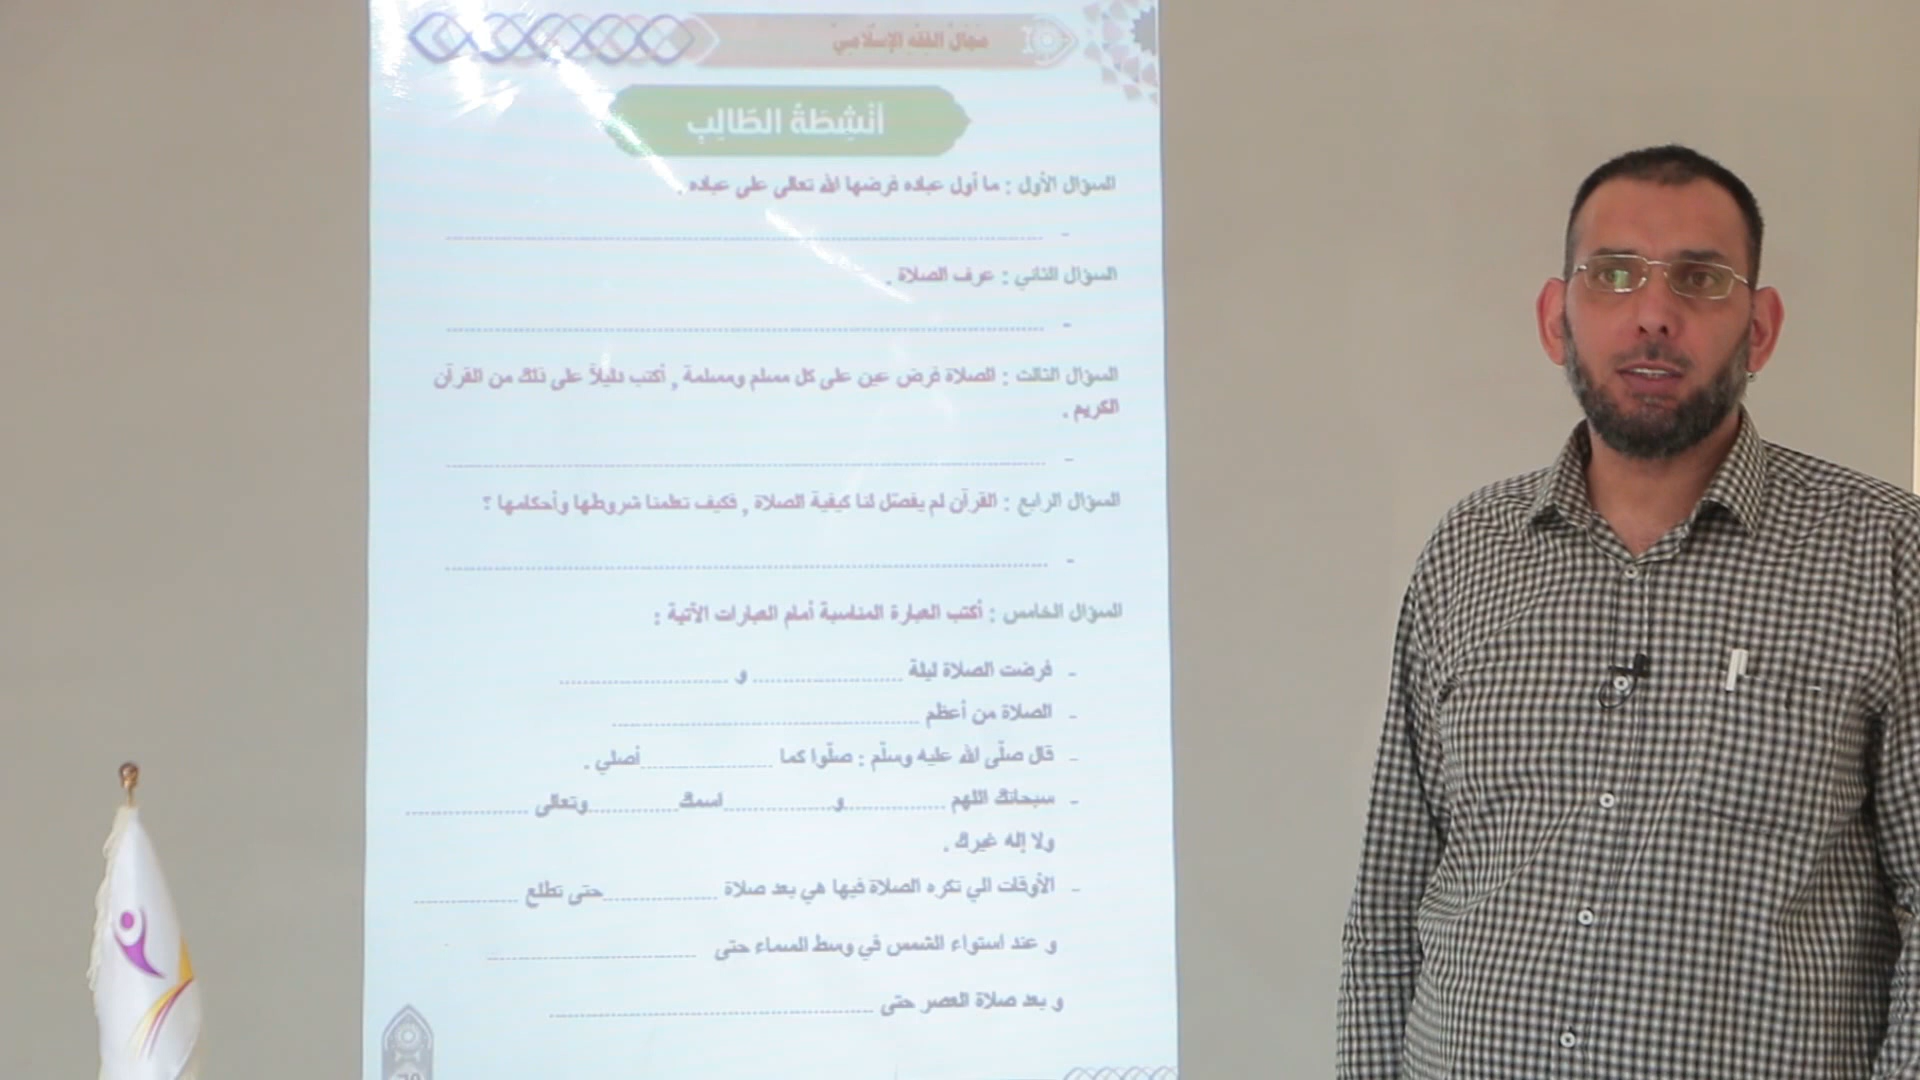 مجال الفقه الإسلامي
أَنْشِطَةُ الطّالِبِ
السؤال الأول : ما أول عباده فرضها الله تعالى على عباده .
السؤال الثاني : عرف الصلاة .
السؤال الثالث : الصلاة فرض عين على كل مسلم ومسلمة , أكتب دليلاً على ذلك من القرآن
الكريم .
السؤال الرابع : القرآن لم يفصّل لنا كيفية الصلاة , فكيف تعلمنا شروطها وأحكامها ؟
السؤال الخامس : أكتب العبارة المناسبة أمام العبارات الآتية :
- فرضت الصلاة ليلة ............ و ............
- الصلاة من أعظم ............
- قال صلّى الله عليه وسلّم : صلّوا كما ............ أصلي .
- سبحانك اللهم ............ و ............ اسمك ............ وتعالى ............
ولا إله غيرك .
- الأوقات الي تكره الصلاة فيها هي بعد صلاة ............ حتى تطلع ............
و عند استواء الشمس في وسط السماء حتى ............
و بعد صلاة العصر حتى ............